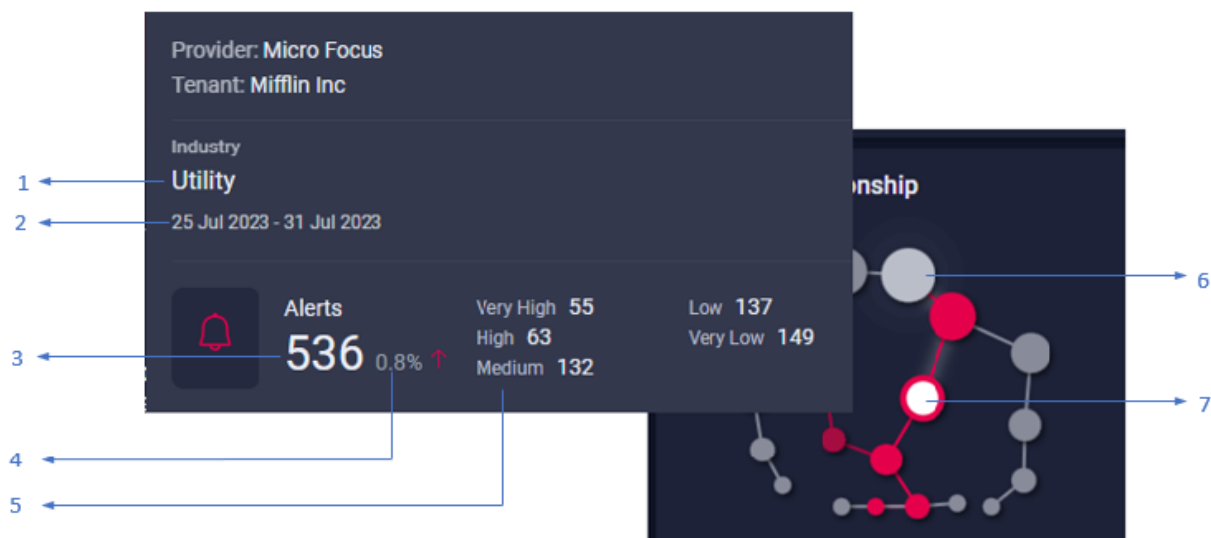 Provider: Micro Focus
Tenant: Mifflin Inc
Industry
1
Utility
2
25 Jul 2023 - 31 Jul 2023
onship
6
Alerts
Very High 55
Low 137
3
536 0.8% ↑
High 63
Very Low 149
Medium 132
7
4
5